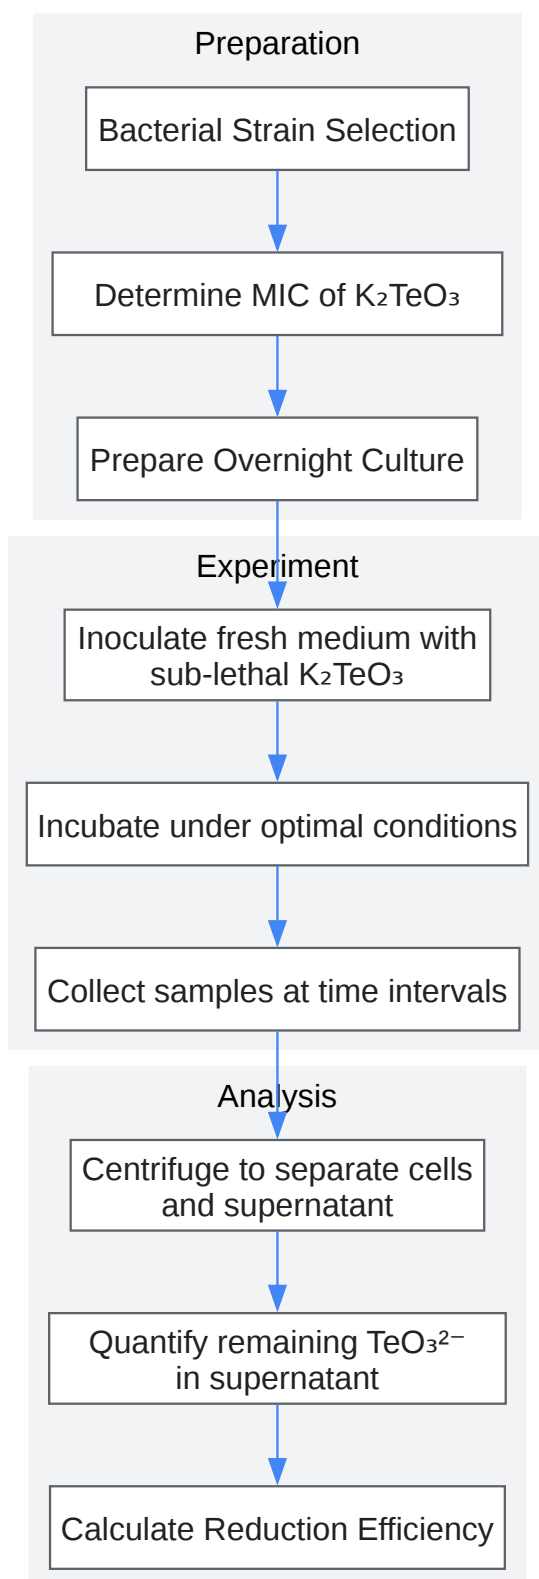 Preparation
Bacterial Strain Selection
Determine MIC of K₂TeO₃
Prepare Overnight Culture
Experiment
Inoculate fresh medium with
sub-lethal K₂TeO₃
Incubate under optimal conditions
Collect samples at time intervals
Analysis
Centrifuge to separate cells
and supernatant
Quantify remaining TeO₃²⁻
in supernatant
Calculate Reduction Efficiency